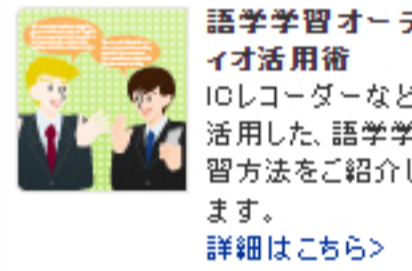 語学学習オーデ
ィオ活用術
ICレコーダーなど
活用した、語学学
習方法をご紹介し
ます。
詳細はこちら>